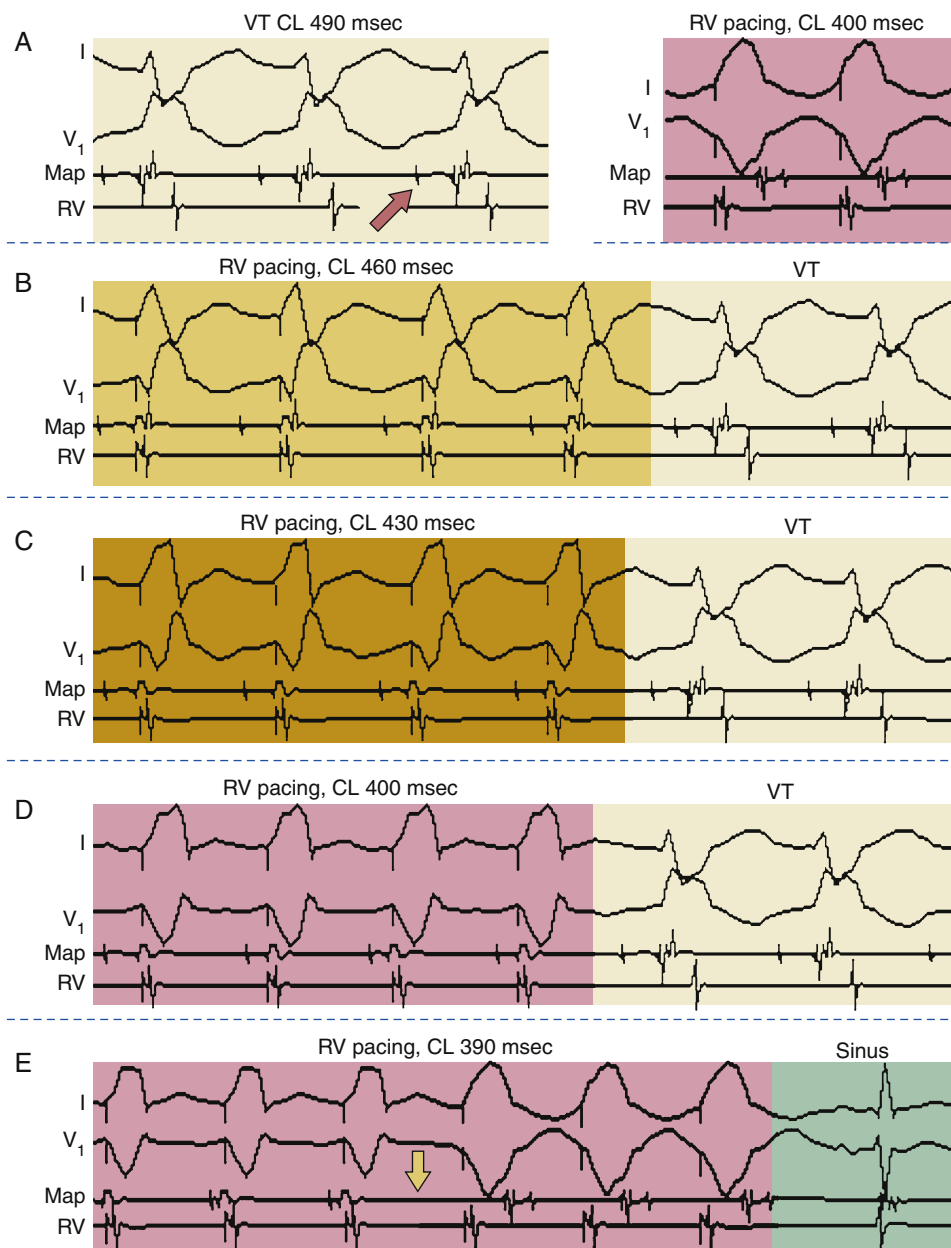 A
VT CL 490 msec
RV pacing, CL 400 msec
I
V1
Map
RV
I
V1
Map
RV
B
RV pacing, CL 460 msec
VT
I
V1
Map
RV
C
RV pacing, CL 430 msec
VT
I
V1
Map
RV
D
RV pacing, CL 400 msec
VT
I
V1
Map
RV
E
RV pacing, CL 390 msec
Sinus
I
V1
Map
RV